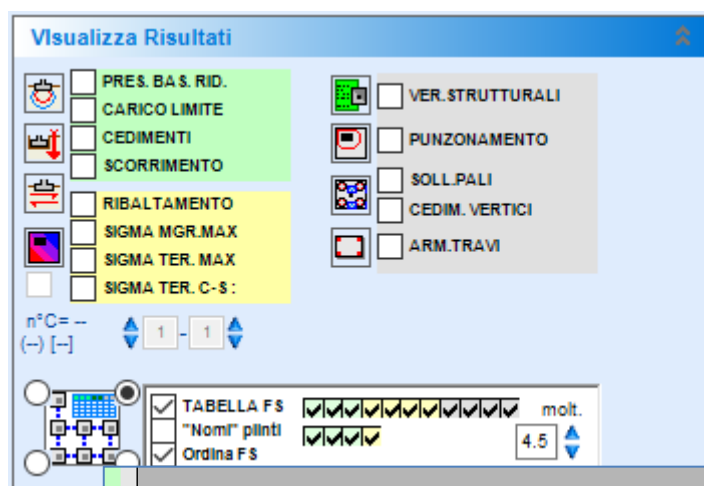 VIsualizza Risultati
PRES. BAS. RID.
CARICO LIMITE
CEDIMENTI
SCORRIMENTO
RIBALTAMENTO
SIGMA MGR.MAX
SIGMA TER. MAX
SIGMA TER. C-S :
VER.STRUTTURALI
PUNZONAMENTO
SOLL.PALI
CEDIM. VERTICI
ARM.TRAVI
n°C= --
(--) [--]
1 - 1
TABELLA FS
molt.
"Nomi" plinti
4.5
Ordina FS